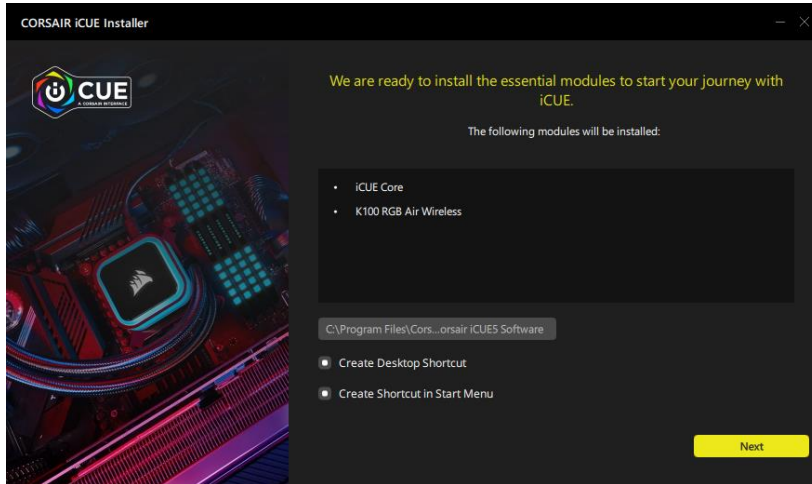 CORSAIR iCUE Installer
iCUE
A CORSAIR INTERFACE
We are ready to install the essential modules to start your journey with
iCUE.
The following modules will be installed:
• iCUE Core
• K100 RGB Air Wireless
C:\Program Files\Cors...orsair iCUE5 Software
Create Desktop Shortcut
Create Shortcut in Start Menu
Next